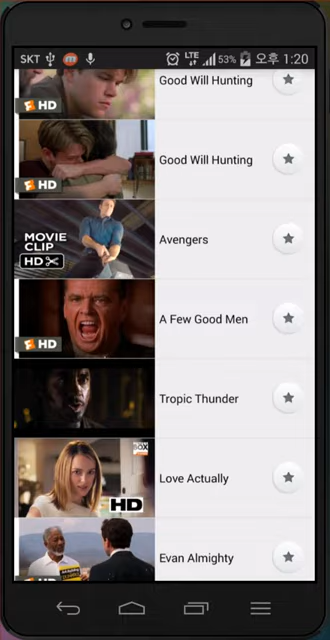 SKT
LTE
53%
오후 1:20
Good Will Hunting
HD
Good Will Hunting
HD
MOVIE
CLIP
HD
Avengers
A Few Good Men
HD
Tropic Thunder
Love Actually
HD
Evan Almighty
HD